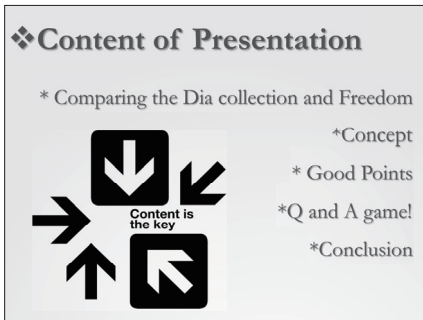 ❖Content of Presentation
* Comparing the Dia collection and Freedom
*Concept
* Good Points
*Q and A game!
*Conclusion
Content is
the key